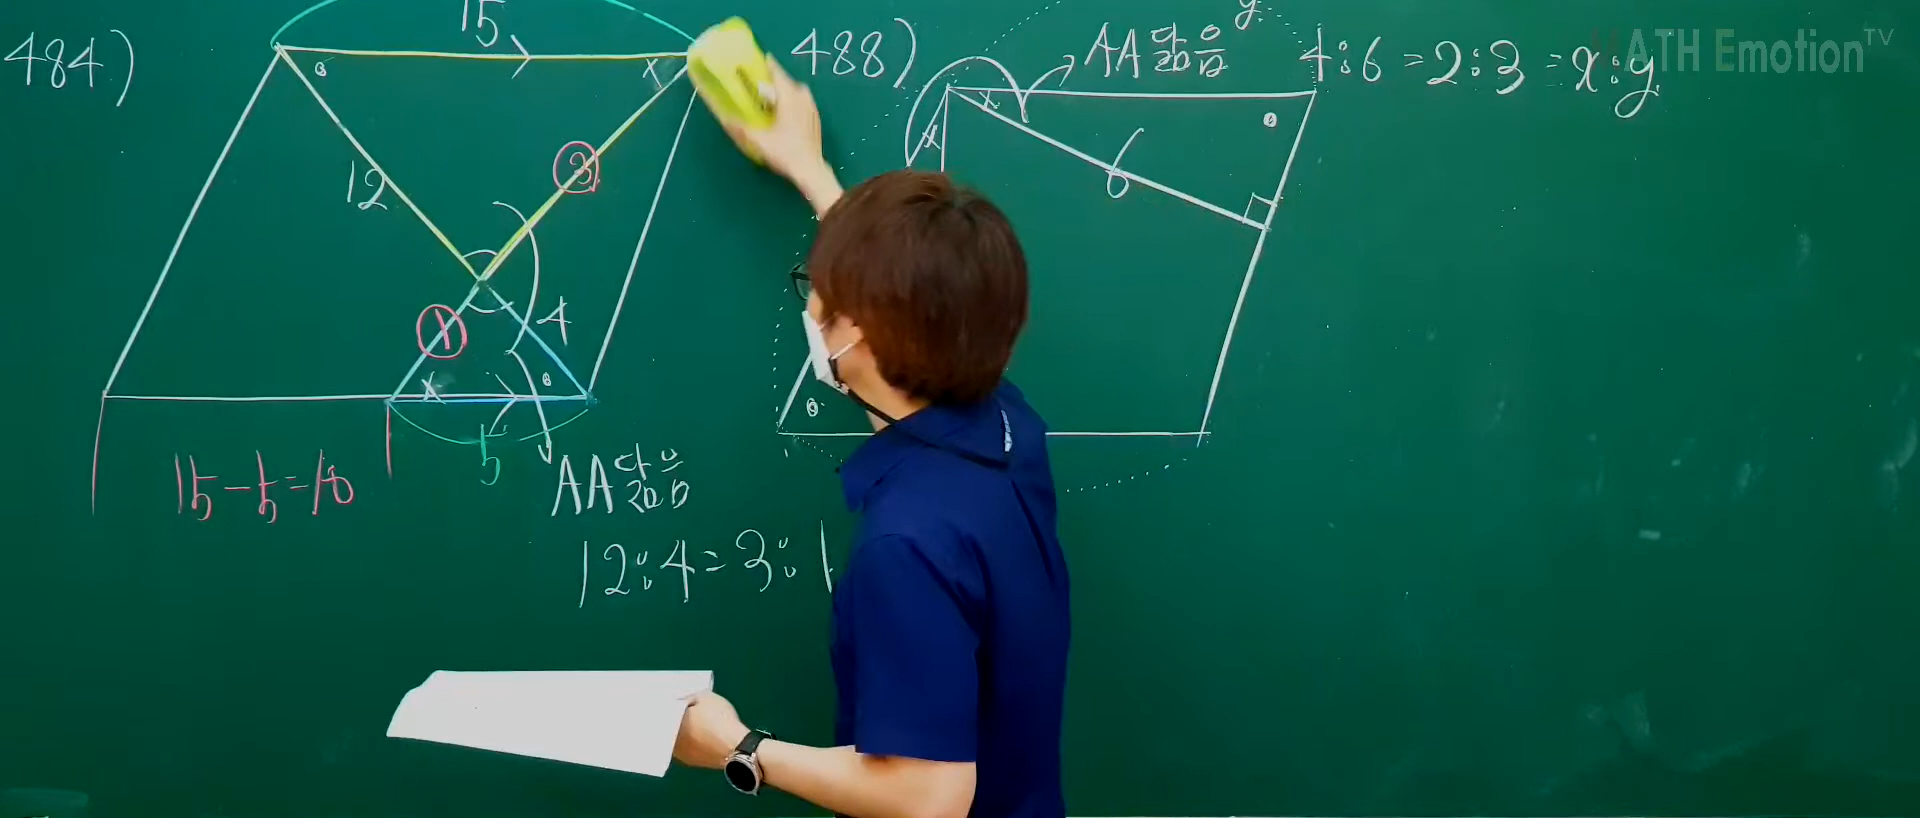 484)
15
12
3
1
4
5
15-5=10
AA닮음
12:4=3:1
488)
y
AA닮음
4:6=2:3=x:y
6
MATH Emotion TV